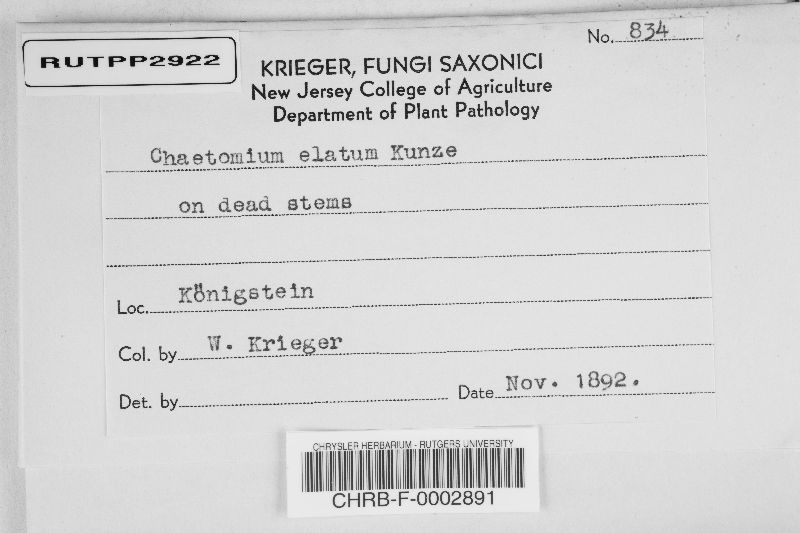 RUTPP2922
No. 834
KRIEGER, FUNGI SAXONICI
New Jersey College of Agriculture
Department of Plant Pathology
Chaetomium elatum Kunze
on dead stems
Loc. Königstein
Col. by W. Krieger
Det. by
Date Nov. 1892.
CHRYSLER HERBARIUM - RUTGERS UNIVERSITY
CHRB-F-0002891